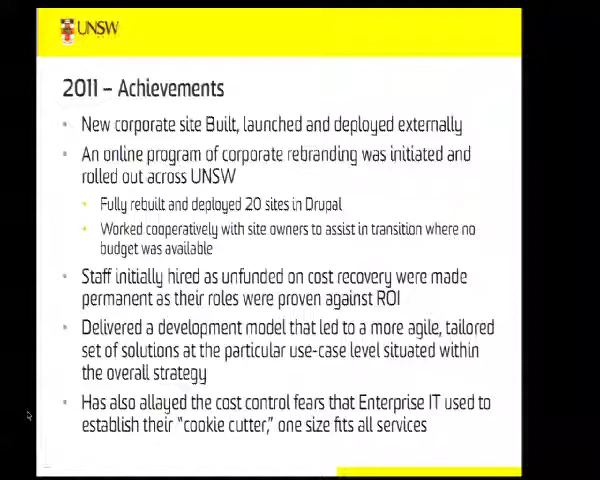 UNSW
2011 – Achievements
New corporate site Built, launched and deployed externally
An online program of corporate rebranding was initiated and
rolled out across UNSW
Fully rebuilt and deployed 20 sites in Drupal
Worked cooperatively with site owners to assist in transition where no
budget was available
Staff initially hired as unfunded on cost recovery were made
permanent as their roles were proven against ROI
Delivered a development model that led to a more agile, tailored
set of solutions at the particular use-case level situated within
the overall strategy
Has also allayed the cost control fears that Enterprise IT used to
establish their “cookie cutter,” one size fits all services